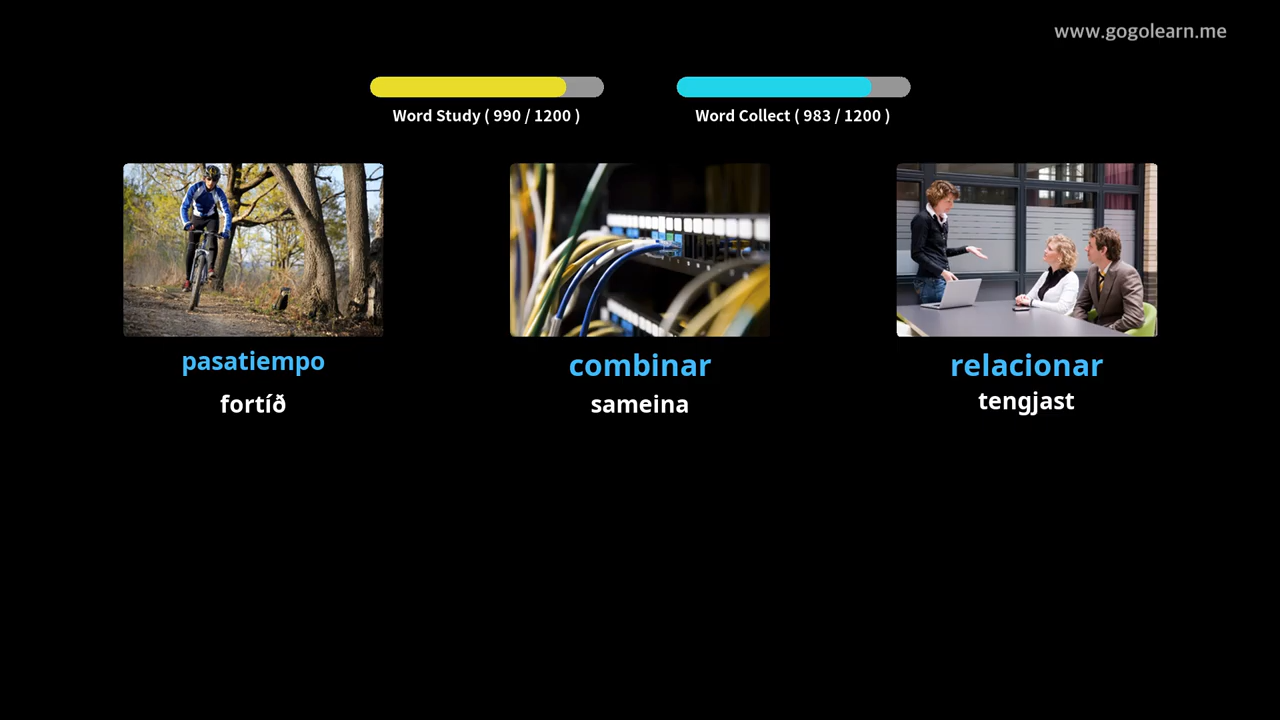 www.gogolearn.me
Word Study ( 990 / 1200 )
Word Collect ( 983 / 1200 )
pasatiempo
fortíð
combinar
sameina
relacionar
tengjast